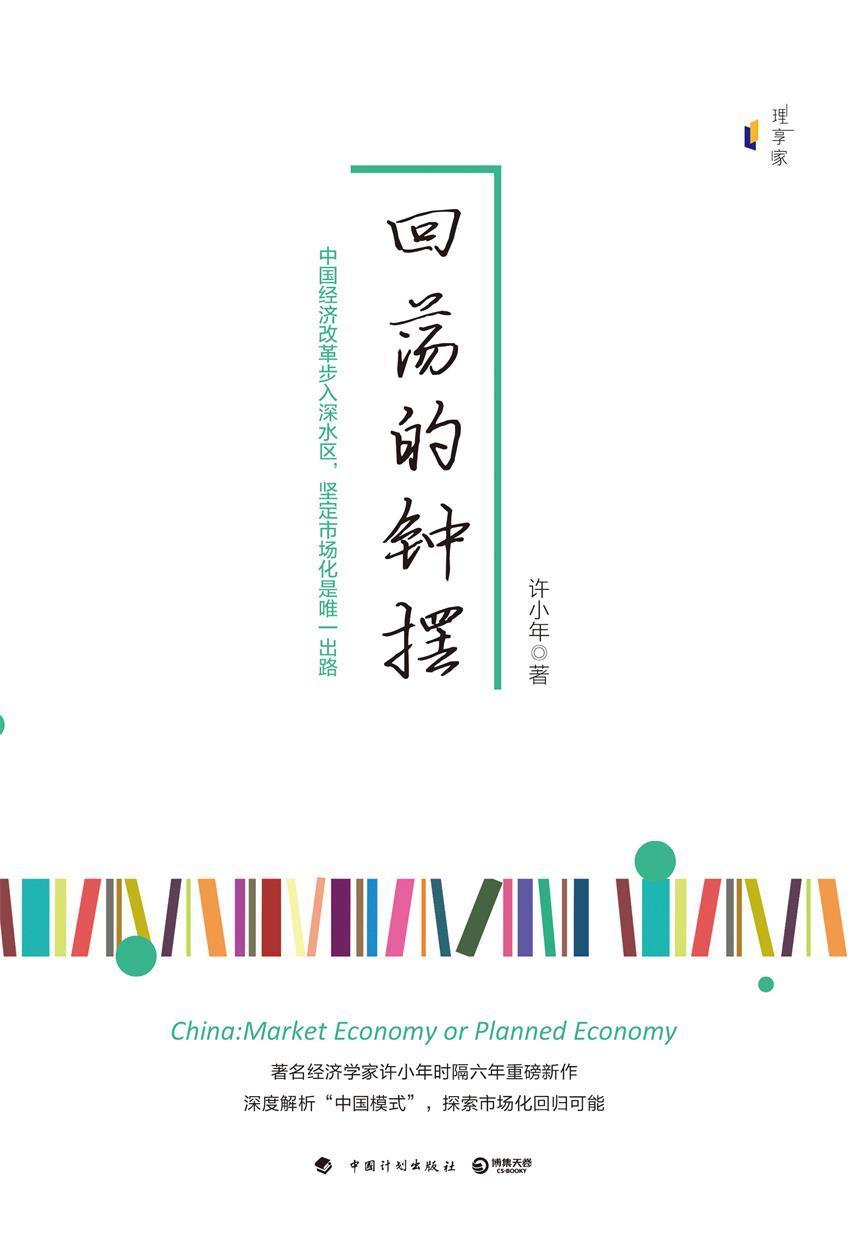 理享家
回荡的钟摆
中国经济改革步入深水区，坚定市场化是唯一出路
许小年◎著
China:Market Economy or Planned Economy
著名经济学家许小年时隔六年重磅新作
深度解析“中国模式”，探索市场化回归可能
中国计划出版社
博集天卷
CS-BOOKY